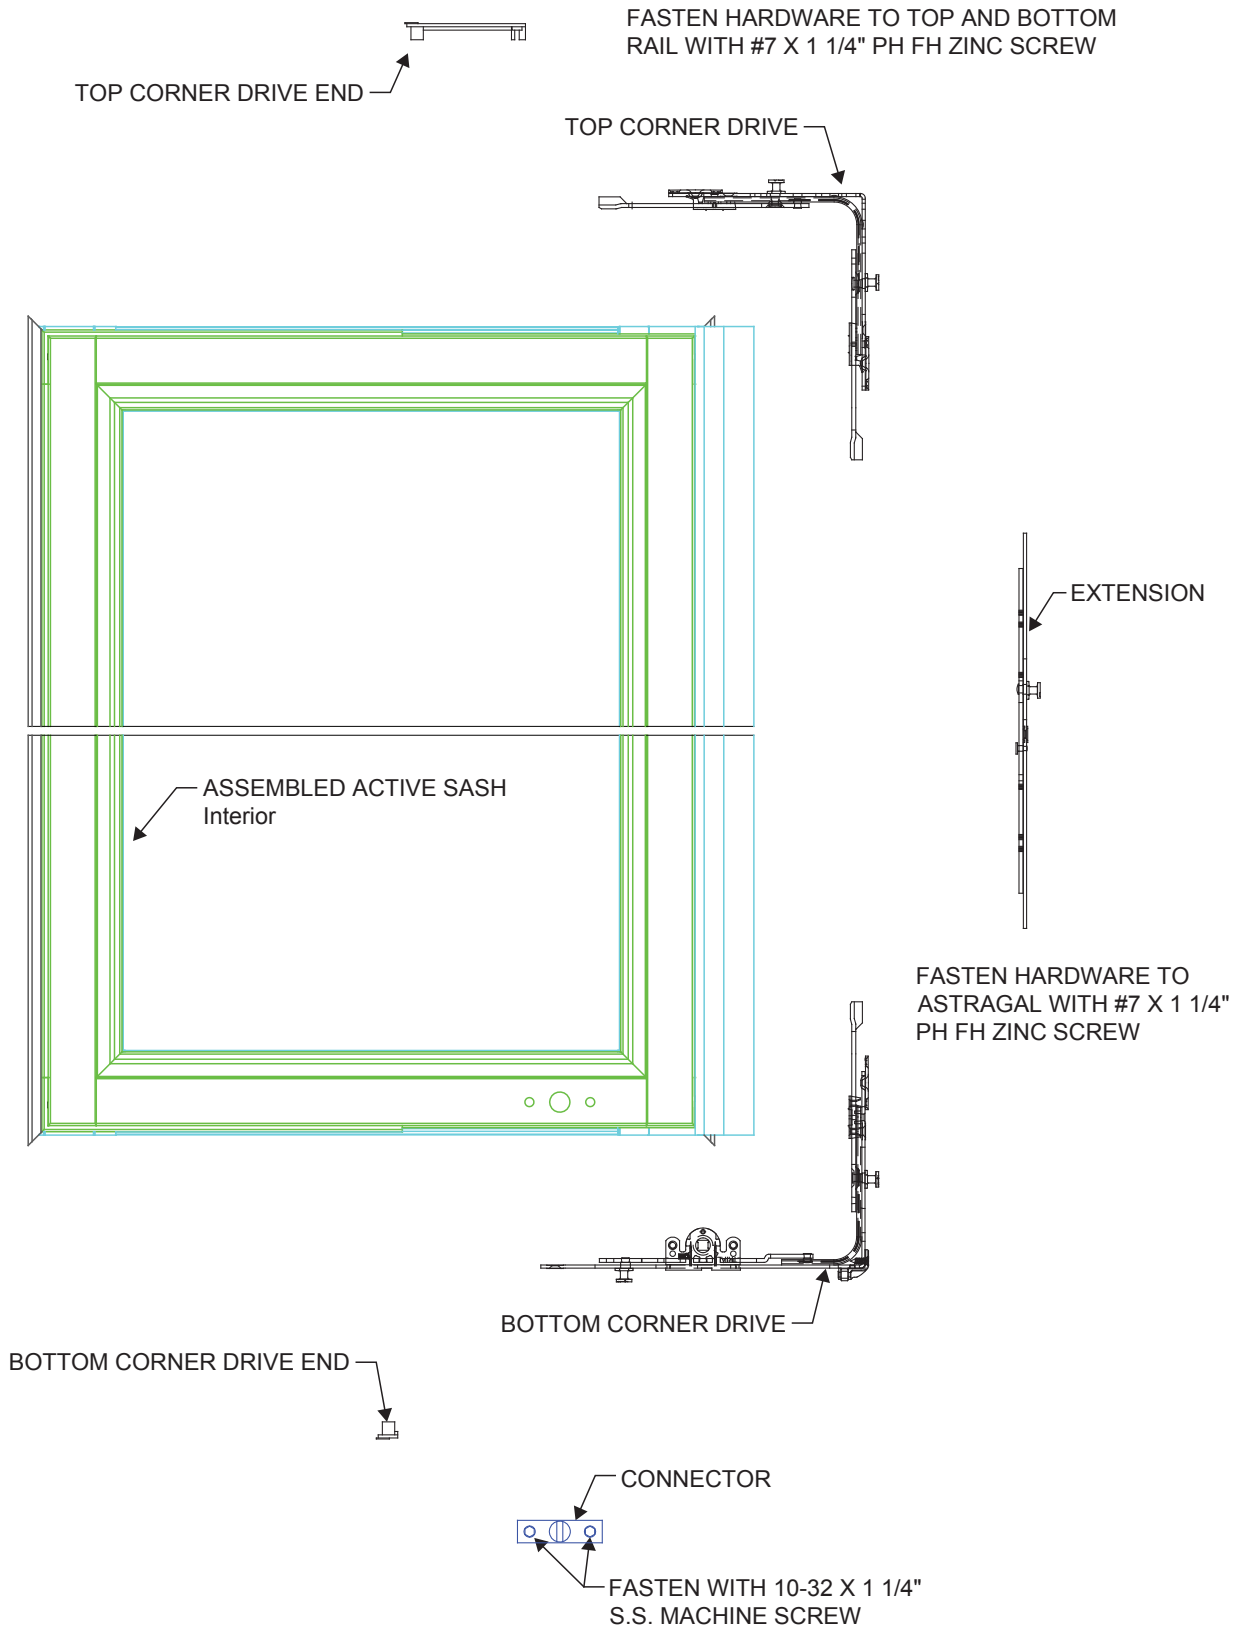 FASTEN HARDWARE TO TOP AND BOTTOM
RAIL WITH #7 X 1 1/4" PH FH ZINC SCREW
TOP CORNER DRIVE END
TOP CORNER DRIVE
EXTENSION
ASSEMBLED ACTIVE SASH
Interior
FASTEN HARDWARE TO
ASTRAGAL WITH #7 X 1 1/4"
PH FH ZINC SCREW
BOTTOM CORNER DRIVE
BOTTOM CORNER DRIVE END
CONNECTOR
FASTEN WITH 10-32 X 1 1/4"
S.S. MACHINE SCREW